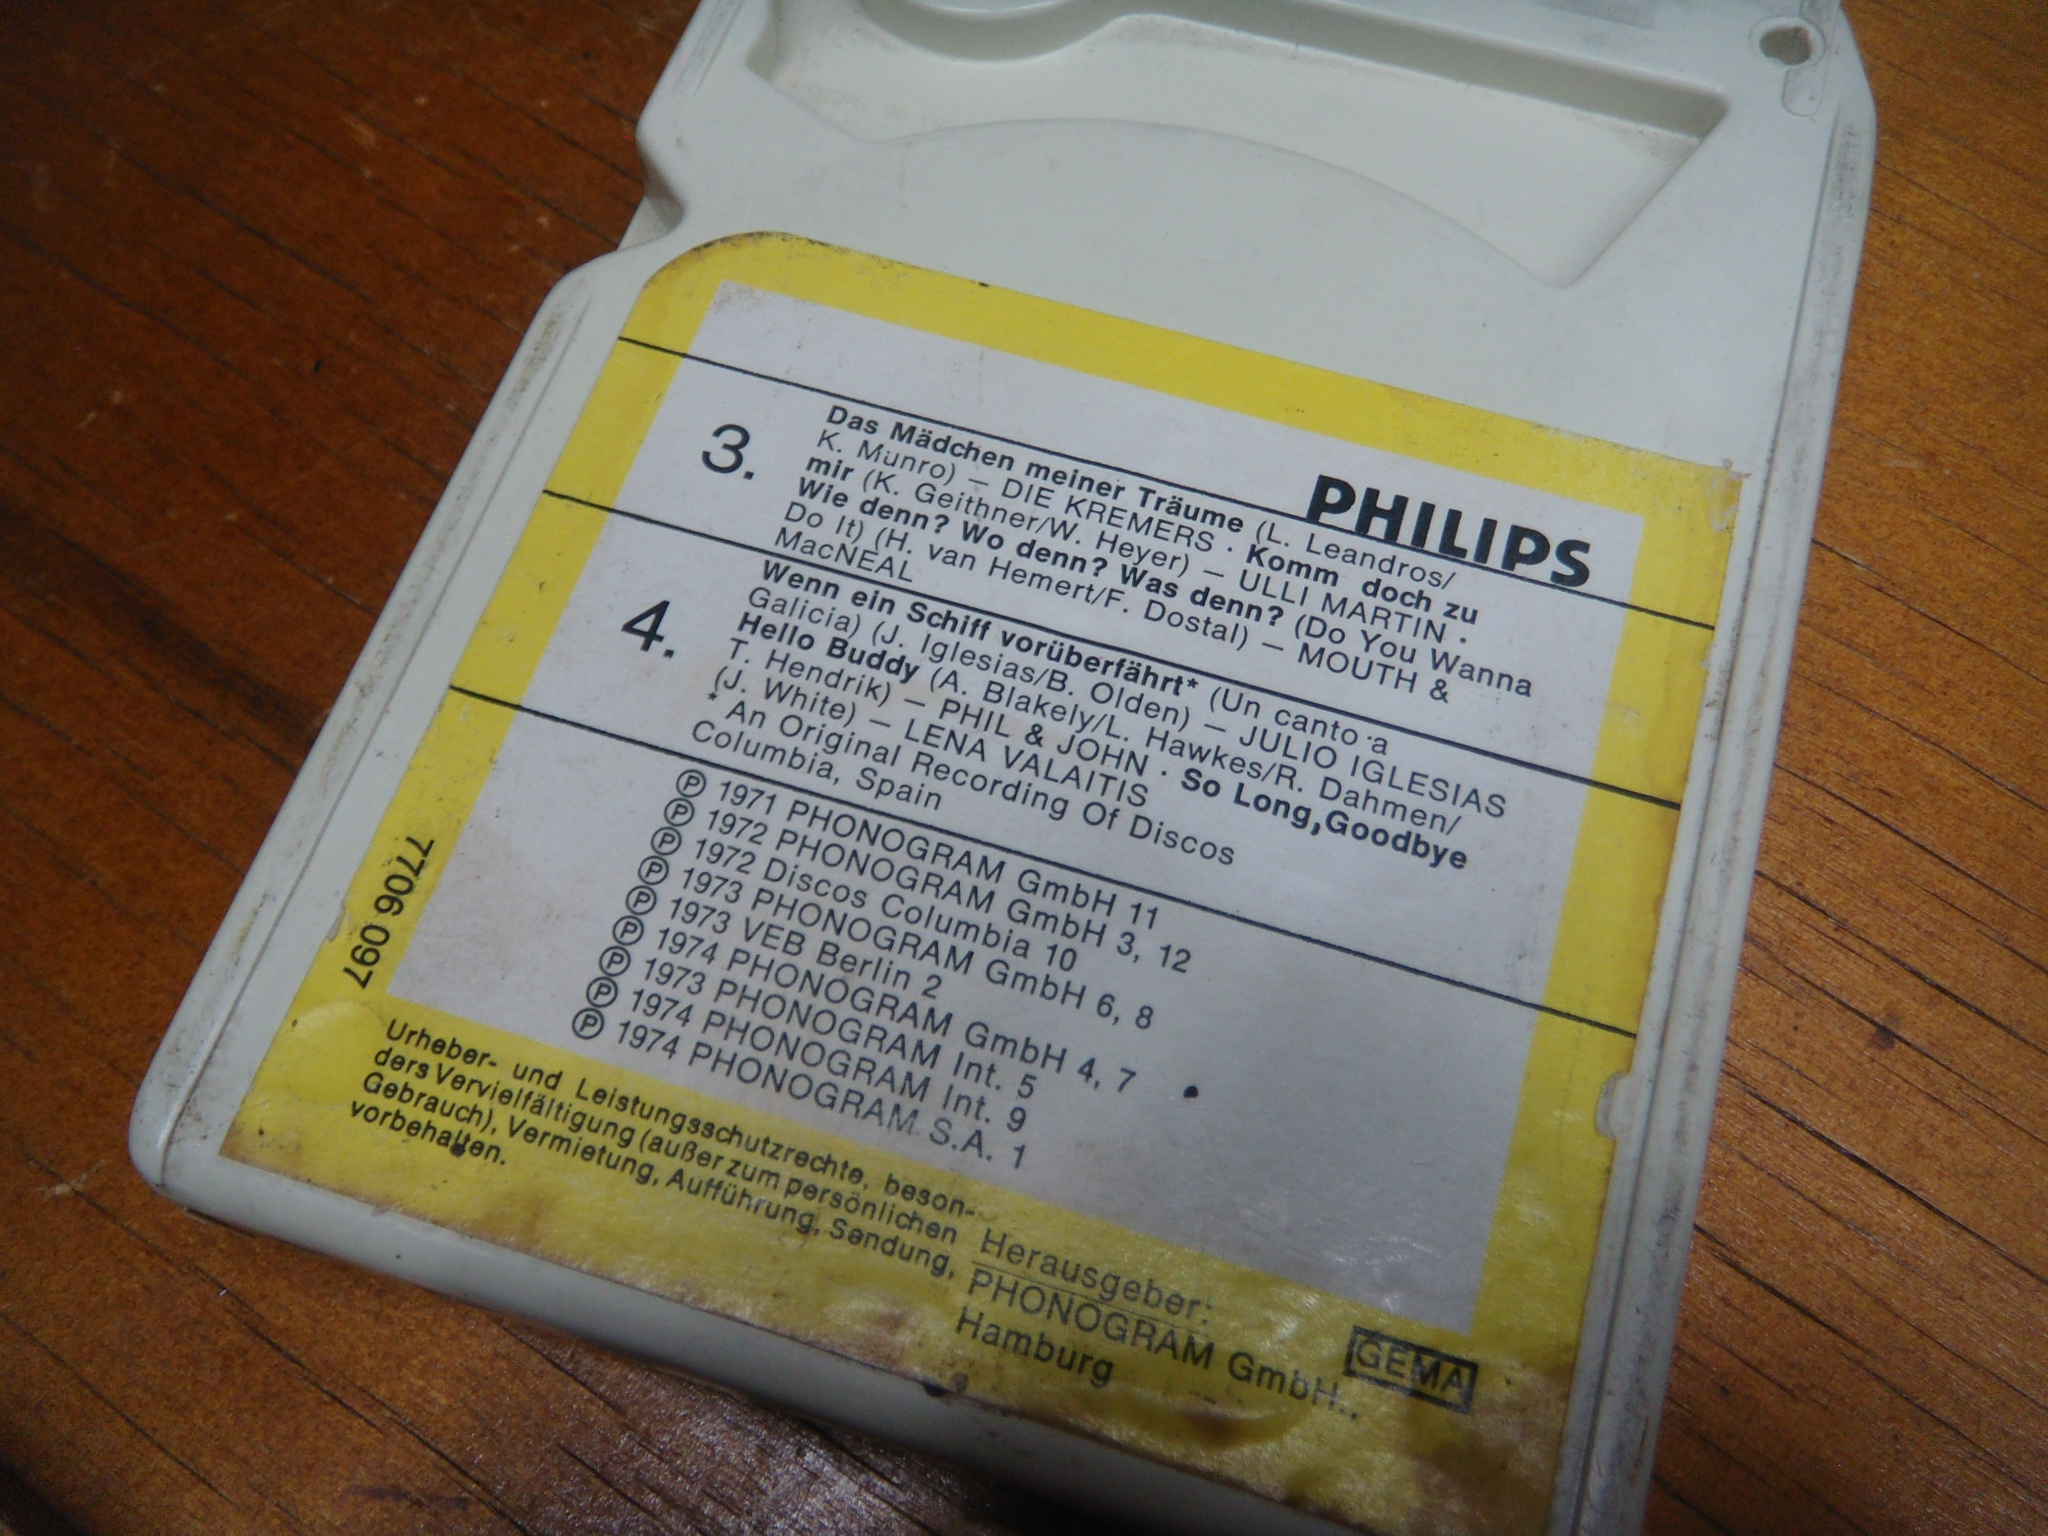 PHILIPS
3.
Das Mädchen meiner Träume (L. Leandros/
K. Munro) – DIE KREMERS · Komm doch zu
mir (K. Geithner/W. Heyer) – ULLI MARTIN ·
Wie denn? Wo denn? Was denn? (Do You Wanna
Do It) (H. van Hemert/F. Dostal) – MOUTH &
MacNEAL
4.
Wenn ein Schiff vorüberfährt* (Un canto a
Galicia) (J. Iglesias/B. Olden) – JULIO IGLESIAS
Hello Buddy (A. Blakely/L. Hawkes/R. Dahmen/
T. Hendrik) – PHIL & JOHN · So Long, Goodbye
(J. White) – LENA VALAITIS
* An Original Recording Of Discos
Columbia, Spain
Ⓟ 1971 PHONOGRAM GmbH 11
Ⓟ 1972 PHONOGRAM GmbH 3, 12
Ⓟ 1972 Discos Columbia 10
Ⓟ 1973 PHONOGRAM GmbH 6, 8
Ⓟ 1973 VEB Berlin 2
Ⓟ 1974 PHONOGRAM GmbH 4, 7
Ⓟ 1973 PHONOGRAM Int. 5
Ⓟ 1974 PHONOGRAM Int. 9
Ⓟ 1974 PHONOGRAM S.A. 1
7706 097
Urheber- und Leistungsschutzrechte, beson-
ders Vervielfältigung (außer zum persönlichen
Gebrauch), Vermietung, Aufführung, Sendung,
vorbehalten.
Herausgeber:
PHONOGRAM GmbH.,
Hamburg
GEMA